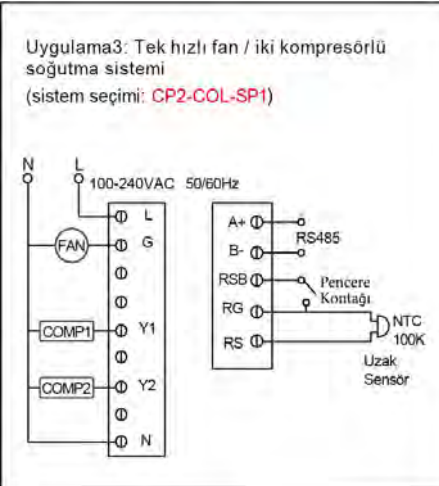 Uygulama3: Tek hızlı fan / iki kompresörlü
soğutma sistemi
(sistem seçimi: CP2-COL-SP1)
N
L
100-240VAC 50/60Hz
L
FAN
G
COMP1
Y1
COMP2
Y2
N
A+
B-
RS485
RSB
Pencere
Kontağı
RG
RS
NTC
100K
Uzak
Sensör